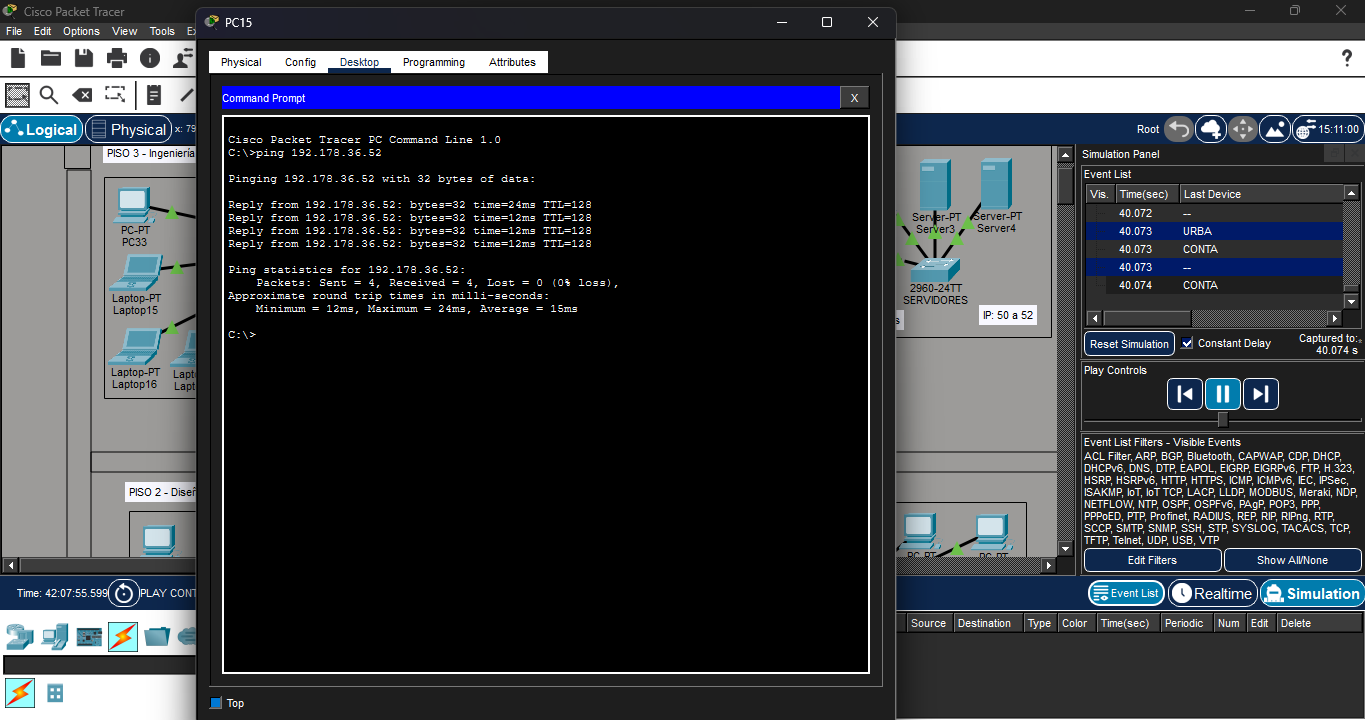 Cisco Packet Tracer
File Edit Options View Tools
PC15
Physical Config Desktop Programming Attributes
Command Prompt
X
Cisco Packet Tracer PC Command Line 1.0
C:\>ping 192.178.36.52
Pinging 192.178.36.52 with 32 bytes of data:
Reply from 192.178.36.52: bytes=32 time=24ms TTL=128
Reply from 192.178.36.52: bytes=32 time=12ms TTL=128
Reply from 192.178.36.52: bytes=32 time=12ms TTL=128
Reply from 192.178.36.52: bytes=32 time=12ms TTL=128
Ping statistics for 192.178.36.52:
Packets: Sent = 4, Received = 4, Lost = 0 (0% loss),
Approximate round trip times in milli-seconds:
Minimum = 12ms, Maximum = 24ms, Average = 15ms
C:\>
Top
Logical Physical x: 79
PISO 3 - Ingeniería
PC-PT
PC33
Laptop-PT
Laptop15
Laptop-PT
Laptop16
PISO 2 - Diseñ
Time: 42:07:55.599
PLAY CONT
?
Root
15:11:00
Server-PT
Server3
Server-PT
Server4
2960-24TT
SERVIDORES
IP: 50 a 52
PC-PT
PC-PT
Simulation Panel
Event List
Vis. Time(sec) Last Device
40.072 --
40.073 URBA
40.073 CONTA
40.073 --
40.074 CONTA
Reset Simulation
Constant Delay
Captured to:
40.074 s
Play Controls
Event List Filters - Visible Events
ACL Filter, ARP, BGP, Bluetooth, CAPWAP, CDP, DHCP,
DHCPv6, DNS, DTP, EAPOL, EIGRP, EIGRPv6, FTP, H.323,
HSRP, HSRPv6, HTTP, HTTPS, ICMP, ICMPv6, IEC, IPSec,
ISAKMP, IoT, IoT TCP, LACP, LLDP, MODBUS, Meraki, NDP,
NETFLOW, NTP, OSPF, OSPFv6, PAgP, POP3, PPP,
PPPoED, PTP, Profinet, RADIUS, REP, RIP, RIPng, RTP,
SCCP, SMTP, SNMP, SSH, STP, SYSLOG, TACACS, TCP,
TFTP, Telnet, UDP, USB, VTP
Edit Filters
Show All/None
Event List
Realtime
Simulation
Source Destination Type Color Time(sec) Periodic Num Edit Delete